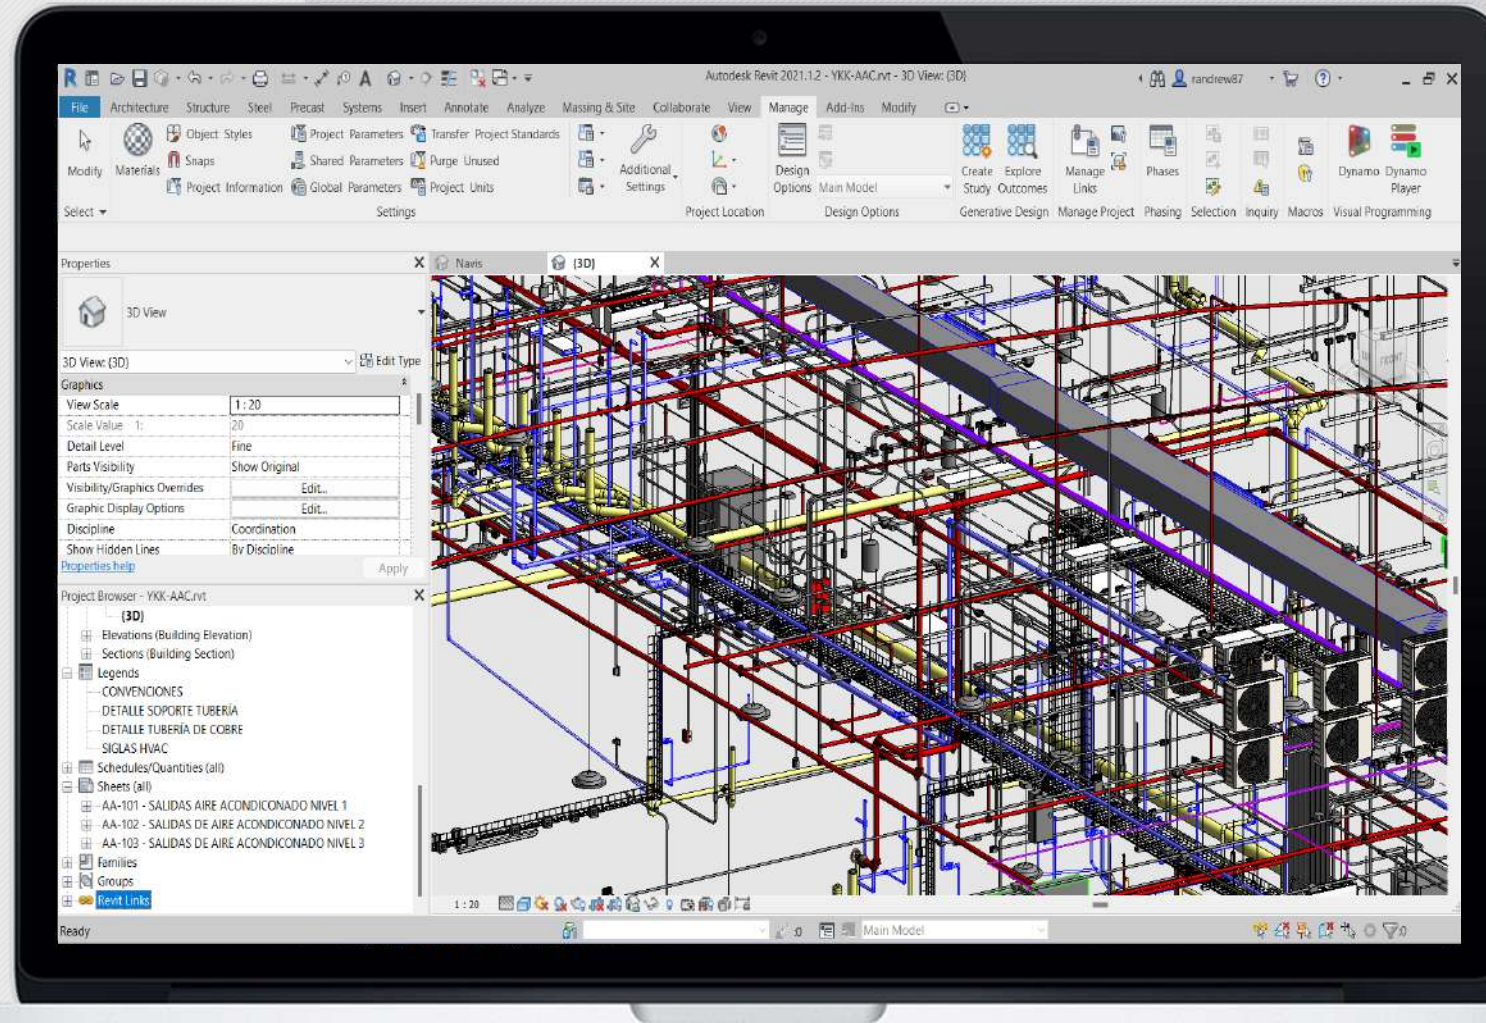 Autodesk Revit 2021.1.2 - YKK-AAC.rvt - 3D View: {3D}
randrew87
File Architecture Structure Steel Precast Systems Insert Annotate Analyze Massing & Site Collaborate View Manage Add-Ins Modify
Modify
Materials
Object Styles
Snaps
Project Information
Project Parameters
Shared Parameters
Global Parameters
Transfer Project Standards
Purge Unused
Project Units
Additional
Settings
Design
Options
Main Model
Create
Study
Explore
Outcomes
Manage
Links
Phases
Dynamo
Dynamo
Player
Select
Settings
Project Location
Design Options
Generative Design
Manage Project
Phasing
Selection
Inquiry
Macros
Visual Programming
Properties X
3D View
3D View: {3D} Edit Type
Graphics
View Scale 1 : 20
Scale Value 1: 20
Detail Level Fine
Parts Visibility Show Original
Visibility/Graphics Overrides Edit...
Graphic Display Options Edit...
Discipline Coordination
Show Hidden Lines By Discipline
Properties help Apply
Project Browser - YKK-AAC.rvt X
{3D}
Elevations (Building Elevation)
Sections (Building Section)
Legends
CONVENCIONES
DETALLE SOPORTE TUBERÍA
DETALLE TUBERÍA DE COBRE
SIGLAS HVAC
Schedules/Quantities (all)
Sheets (all)
AA-101 - SALIDAS AIRE ACONDICONADO NIVEL 1
AA-102 - SALIDAS DE AIRE ACONDICONADO NIVEL 2
AA-103 - SALIDAS DE AIRE ACONDICONADO NIVEL 3
Families
Groups
Revit Links
Navis
{3D} X
FRONT
1 : 20
Ready
:0
Main Model
:0